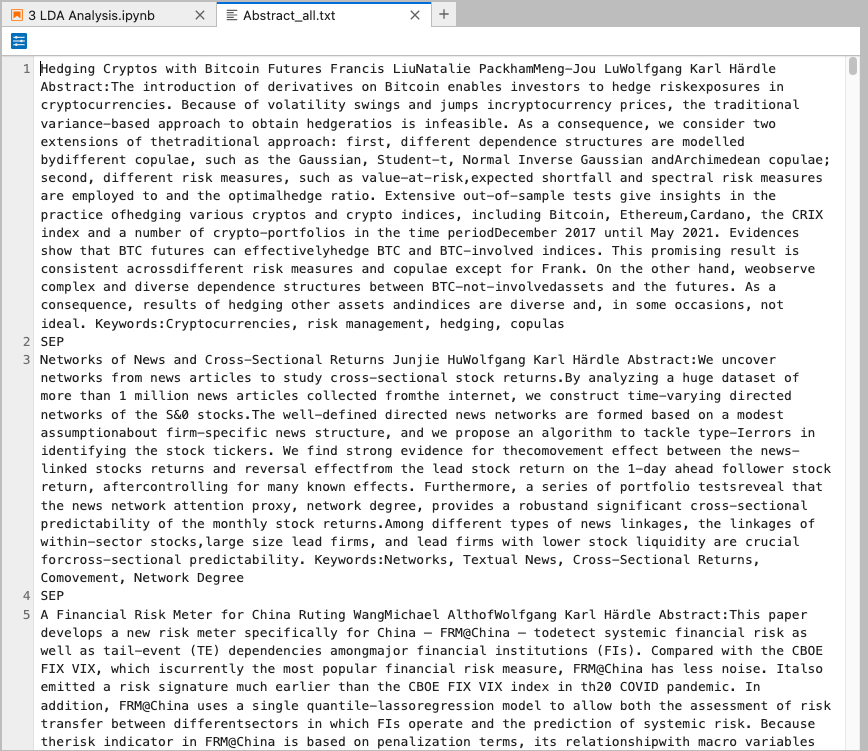 3 LDA Analysis.ipynb
Abstract_all.txt
1 Hedging Cryptos with Bitcoin Futures Francis LiuNatalie PackhamMeng-Jou LuWolfgang Karl Härdle
Abstract:The introduction of derivatives on Bitcoin enables investors to hedge riskexposures in
cryptocurrencies. Because of volatility swings and jumps incryptocurrency prices, the traditional
variance-based approach to obtain hedgeratios is infeasible. As a consequence, we consider two
extensions of thetraditional approach: first, different dependence structures are modelled
bydifferent copulae, such as the Gaussian, Student-t, Normal Inverse Gaussian andArchimedean copulae;
second, different risk measures, such as value-at-risk,expected shortfall and spectral risk measures
are employed to and the optimalhedge ratio. Extensive out-of-sample tests give insights in the
practice ofhedging various cryptos and crypto indices, including Bitcoin, Ethereum,Cardano, the CRIX
index and a number of crypto-portfolios in the time periodDecember 2017 until May 2021. Evidences
show that BTC futures can effectivelyhedge BTC and BTC-involved indices. This promising result is
consistent acrossdifferent risk measures and copulae except for Frank. On the other hand, weobserve
complex and diverse dependence structures between BTC-not-involvedassets and the futures. As a
consequence, results of hedging other assets andindices are diverse and, in some occasions, not
ideal. Keywords:Cryptocurrencies, risk management, hedging, copulas
2 SEP
3 Networks of News and Cross-Sectional Returns Junjie HuWolfgang Karl Härdle Abstract:We uncover
networks from news articles to study cross-sectional stock returns.By analyzing a huge dataset of
more than 1 million news articles collected fromthe internet, we construct time-varying directed
networks of the S&0 stocks.The well-defined directed news networks are formed based on a modest
assumptionabout firm-specific news structure, and we propose an algorithm to tackle type-Ierrors in
identifying the stock tickers. We find strong evidence for thecomovement effect between the news-
linked stocks returns and reversal effectfrom the lead stock return on the 1-day ahead follower stock
return, aftercontrolling for many known effects. Furthermore, a series of portfolio testsreveal that
the news network attention proxy, network degree, provides a robustand significant cross-sectional
predictability of the monthly stock returns.Among different types of news linkages, the linkages of
within-sector stocks,large size lead firms, and lead firms with lower stock liquidity are crucial
forcross-sectional predictability. Keywords:Networks, Textual News, Cross-Sectional Returns,
Comovement, Network Degree
4 SEP
5 A Financial Risk Meter for China Ruting WangMichael AlthofWolfgang Karl Härdle Abstract:This paper
develops a new risk meter specifically for China – FRM@China – todetect systemic financial risk as
well as tail-event (TE) dependencies amongmajor financial institutions (FIs). Compared with the CBOE
FIX VIX, which iscurrently the most popular financial risk measure, FRM@China has less noise. Italso
emitted a risk signature much earlier than the CBOE FIX VIX index in th20 COVID pandemic. In
addition, FRM@China uses a single quantile-lassoregression model to allow both the assessment of risk
transfer between differentsectors in which FIs operate and the prediction of systemic risk. Because
therisk indicator in FRM@China is based on penalization terms, its relationshipwith macro variables